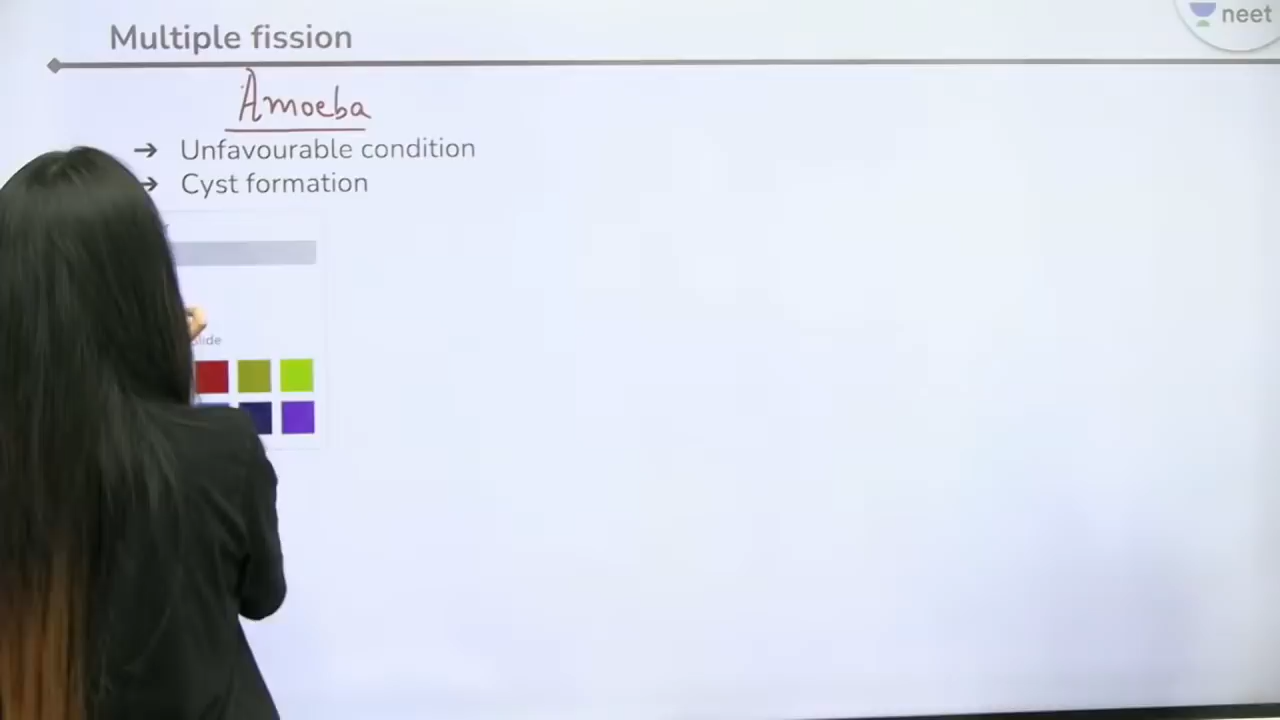 neet
Multiple fission
Amoeba
→ Unfavourable condition
→ Cyst formation